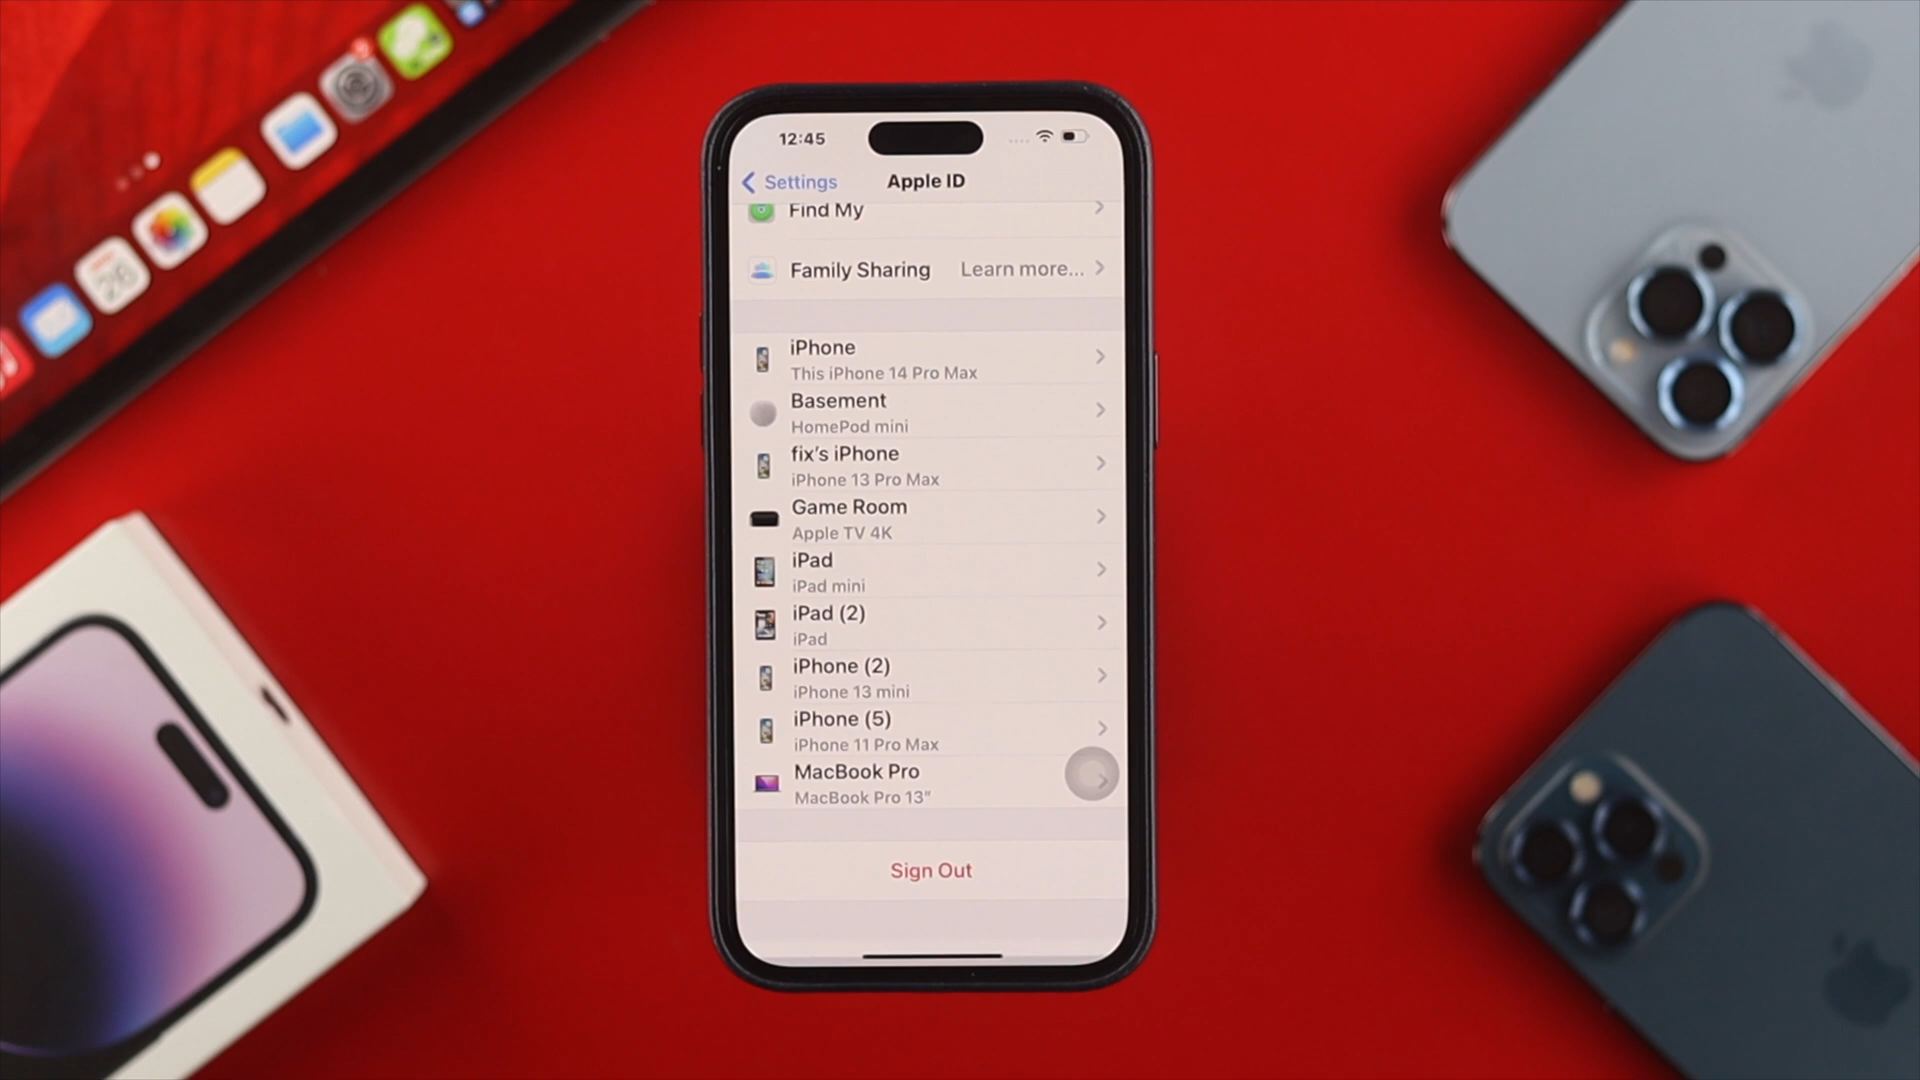 12:45
Settings
Apple ID
Find My
Family Sharing Learn more...
iPhone
This iPhone 14 Pro Max
Basement
HomePod mini
fix’s iPhone
iPhone 13 Pro Max
Game Room
Apple TV 4K
iPad
iPad mini
iPad (2)
iPad
iPhone (2)
iPhone 13 mini
iPhone (5)
iPhone 11 Pro Max
MacBook Pro
MacBook Pro 13"
Sign Out
26